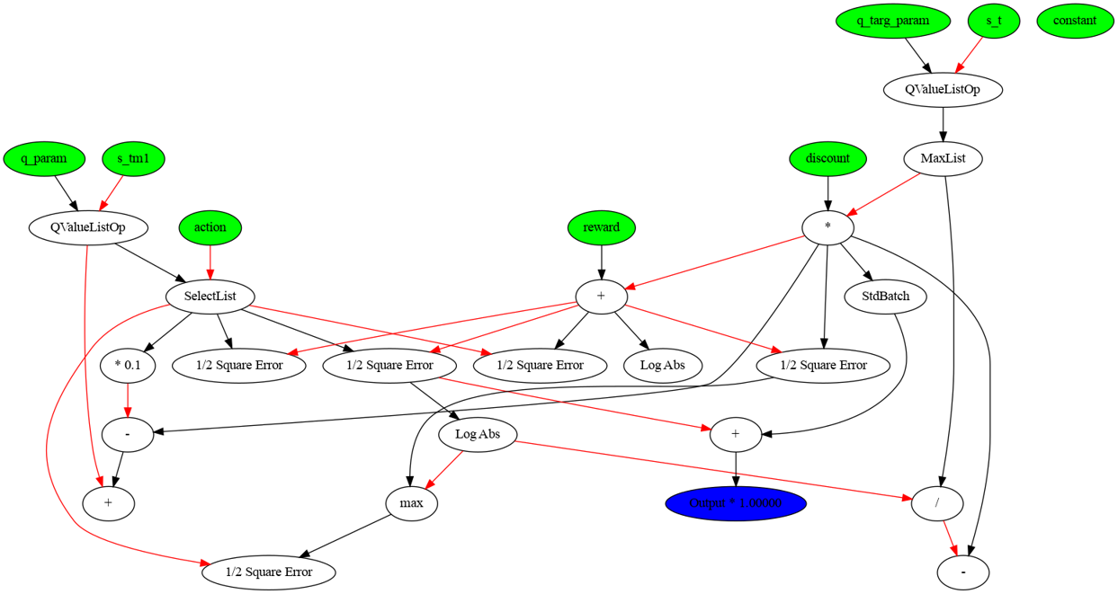 q_targ_param
s_t
constant
QValueListOp
q_param
s_tm1
discount
MaxList
QValueListOp
action
reward
*
SelectList
+
StdBatch
* 0.1
1/2 Square Error
1/2 Square Error
1/2 Square Error
Log Abs
1/2 Square Error
-
Log Abs
+
+
max
Output * 1.00000
/
1/2 Square Error
-